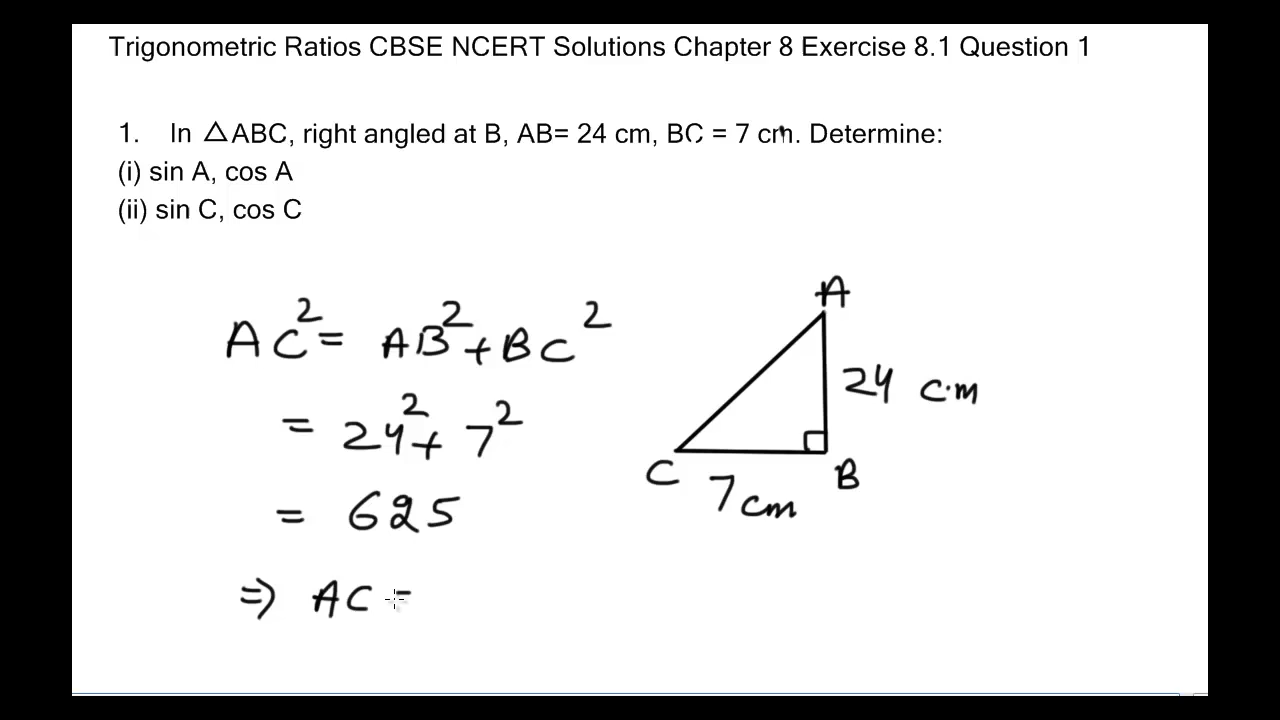 Trigonometric Ratios CBSE NCERT Solutions Chapter 8 Exercise 8.1 Question 1
1. In △ABC, right angled at B, AB= 24 cm, BC = 7 cm. Determine:
(i) sin A, cos A
(ii) sin C, cos C
AC² = AB² + BC²
= 24² + 7²
= 625
⇒ AC =
A
24 c.m
C
B
7 cm